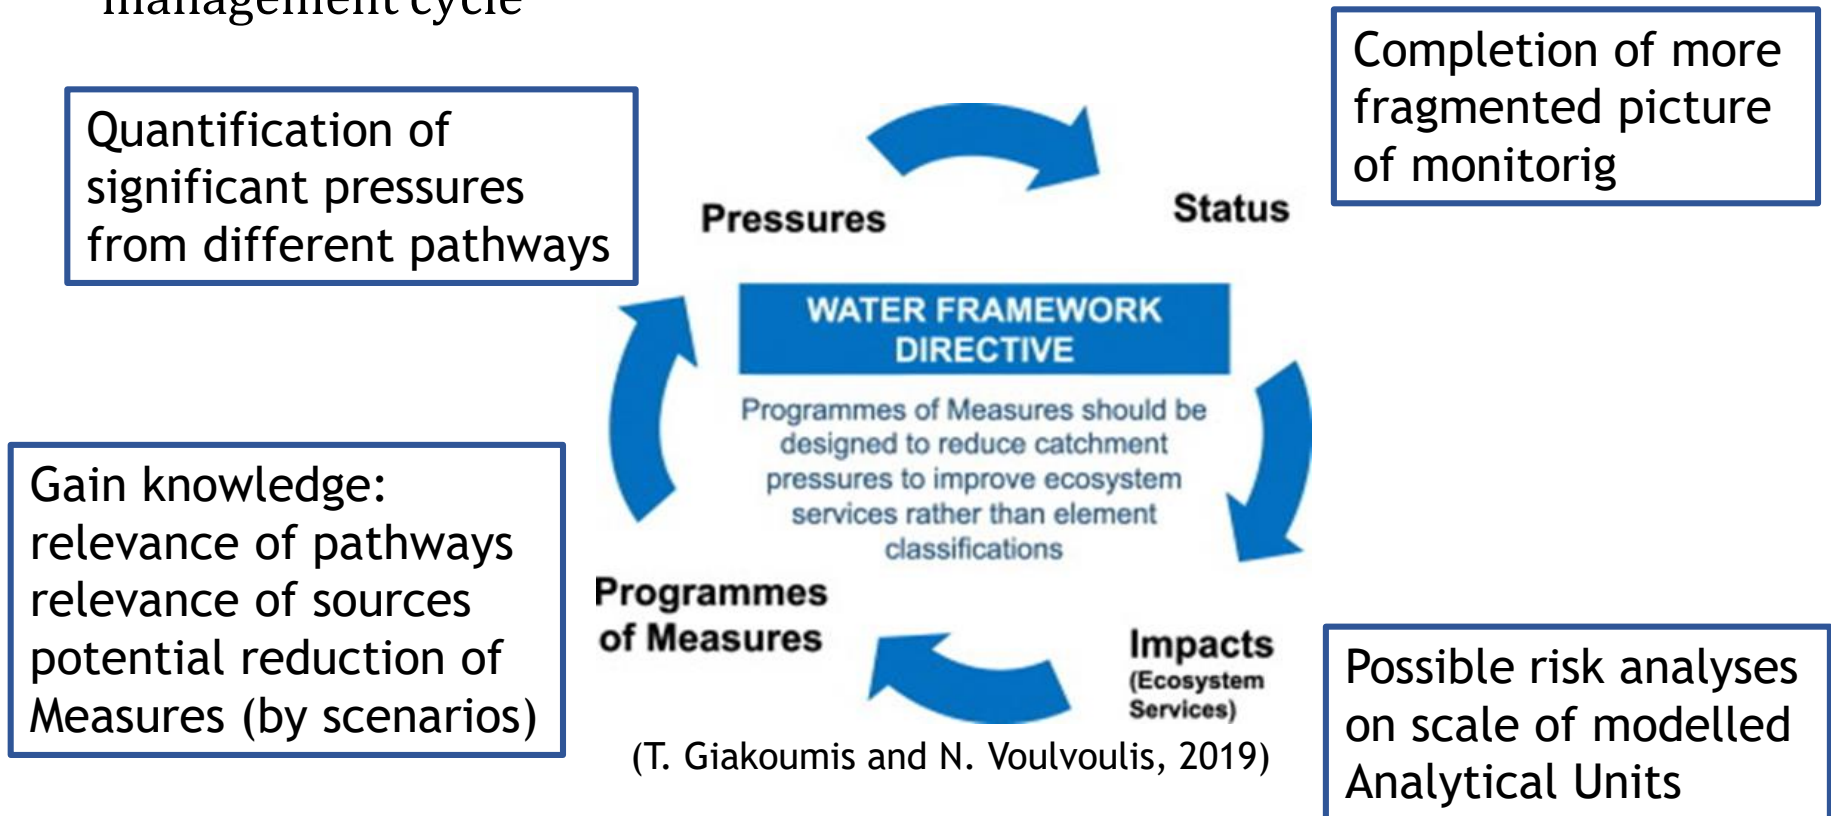 management cycle
Quantification of
significant pressures
from different pathways
Completion of more
fragmented picture
of monitorig
Pressures
Status
WATER FRAMEWORK
DIRECTIVE
Programmes of Measures should be
designed to reduce catchment
pressures to improve ecosystem
services rather than element
classifications
Gain knowledge:
relevance of pathways
relevance of sources
potential reduction of
Measures (by scenarios)
Programmes
of Measures
Impacts
(Ecosystem
Services)
Possible risk analyses
on scale of modelled
Analytical Units
(T. Giakoumis and N. Voulvoulis, 2019)